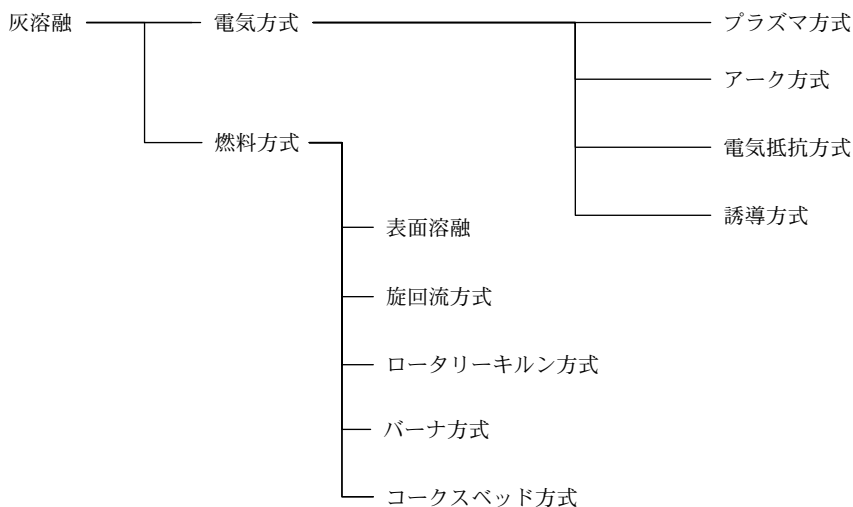 灰溶融
電気方式
プラズマ方式
アーク方式
電気抵抗方式
誘導方式
燃料方式
表面溶融
旋回流方式
ロータリーキルン方式
バーナ方式
コークスベッド方式